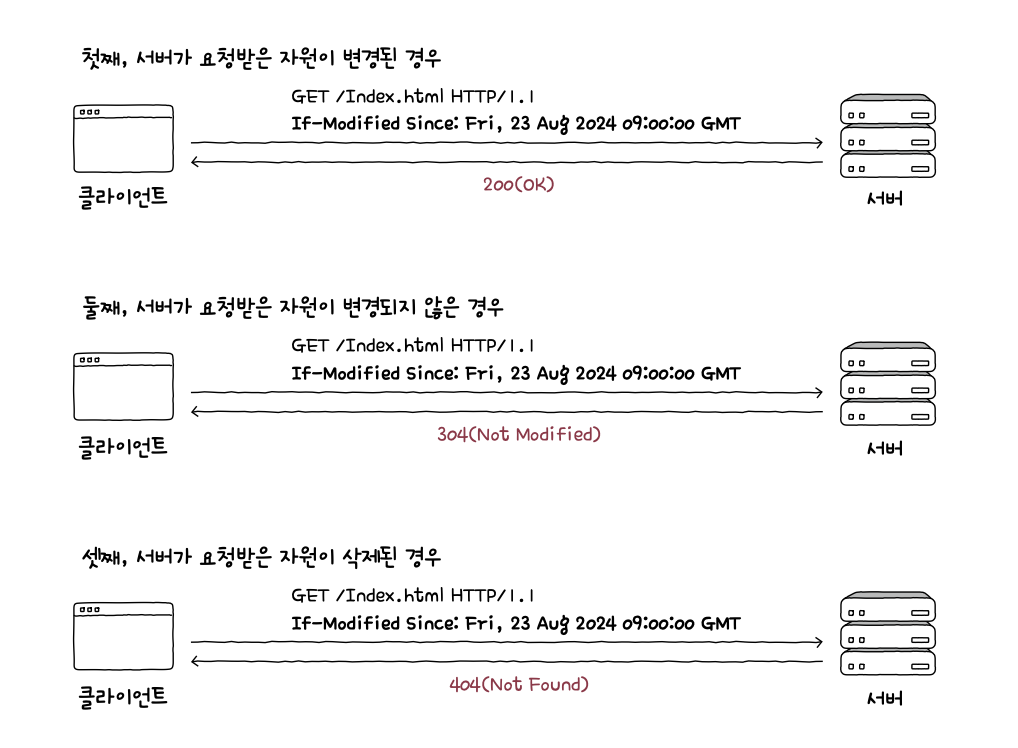 첫째, 서버가 요청받은 자원이 변경된 경우
GET /Index.html HTTP/1.1
If-Modified Since: Fri, 23 Aug 2024 09:00:00 GMT
200(OK)
클라이언트
서버
둘째, 서버가 요청받은 자원이 변경되지 않은 경우
GET /Index.html HTTP/1.1
If-Modified Since: Fri, 23 Aug 2024 09:00:00 GMT
304(Not Modified)
클라이언트
서버
셋째, 서버가 요청받은 자원이 삭제된 경우
GET /Index.html HTTP/1.1
If-Modified Since: Fri, 23 Aug 2024 09:00:00 GMT
404(Not Found)
클라이언트
서버